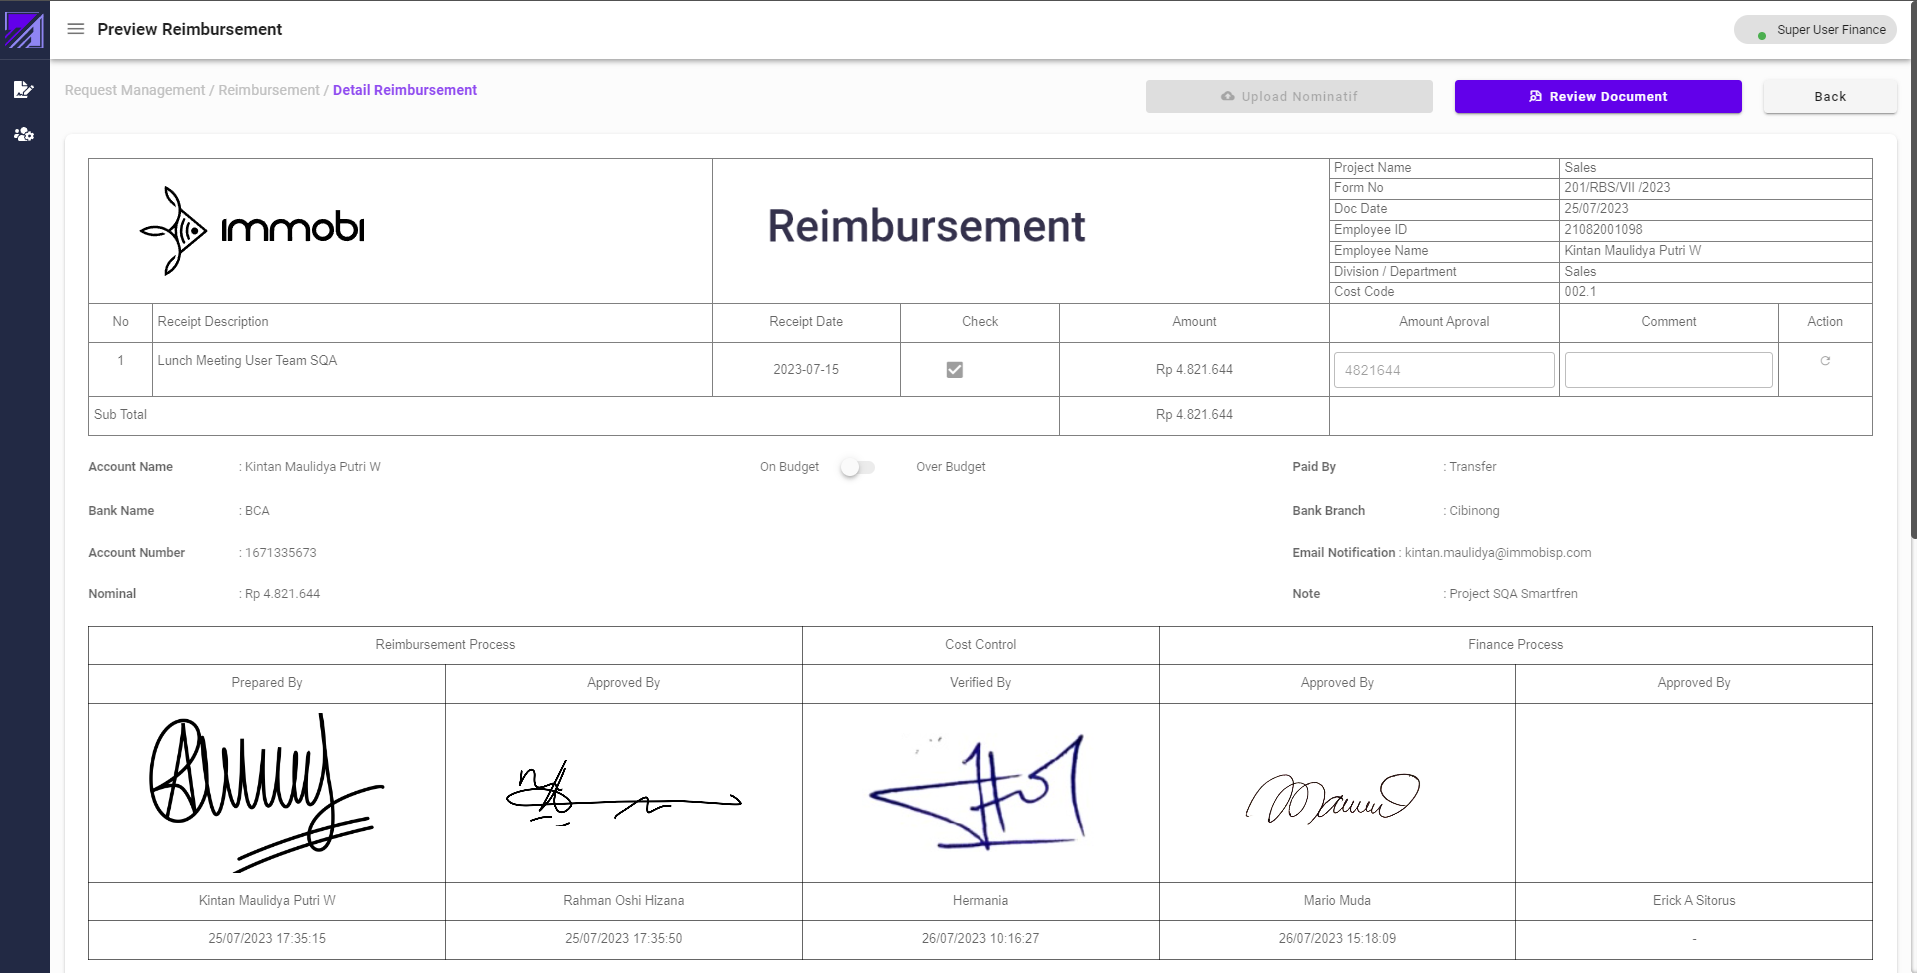 Preview Reimbursement
Super User Finance
Request Management / Reimbursement / Detail Reimbursement
Upload Nominatif
Review Document
Back
immobi
Reimbursement
Project Name Sales
Form No 201/RBS/VII /2023
Doc Date 25/07/2023
Employee ID 21082001098
Employee Name Kintan Maulidya Putri W
Division / Department Sales
Cost Code 002.1
No Receipt Description Receipt Date Check Amount Amount Aproval Comment Action
1 Lunch Meeting User Team SQA 2023-07-15 Rp 4.821.644 4821644
Sub Total Rp 4.821.644
Account Name : Kintan Maulidya Putri W On Budget Over Budget Paid By : Transfer
Bank Name : BCA Bank Branch : Cibinong
Account Number : 1671335673 Email Notification : kintan.maulidya@immobisp.com
Nominal : Rp 4.821.644 Note : Project SQA Smartfren
Reimbursement Process Cost Control Finance Process
Prepared By Approved By Verified By Approved By Approved By
Kintan Maulidya Putri W Rahman Oshi Hizana Hermania Mario Muda Erick A Sitorus
25/07/2023 17:35:15 25/07/2023 17:35:50 26/07/2023 10:16:27 26/07/2023 15:18:09 -